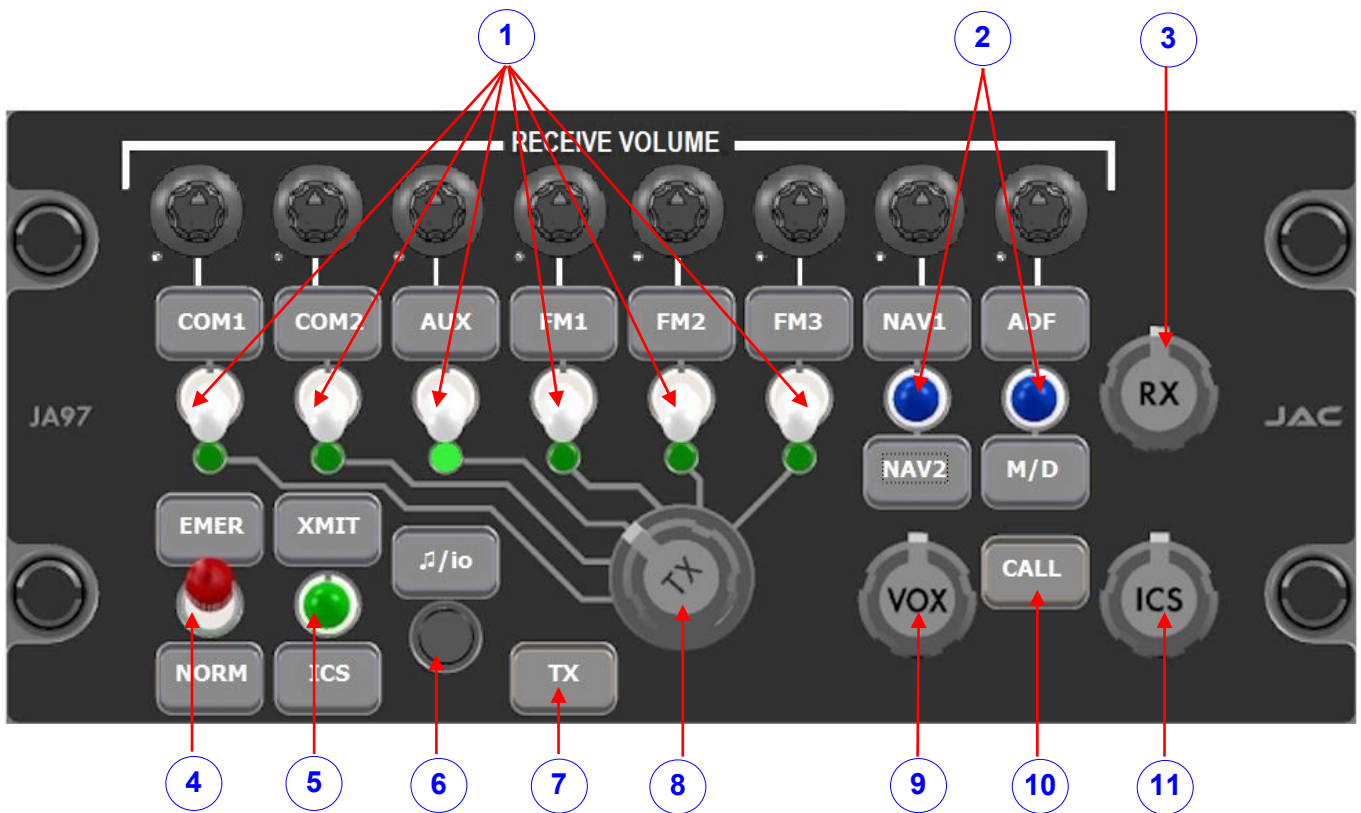 1 2 3
RECEIVE VOLUME
COM1 COM2 AUX FM1 FM2 FM3 NAV1 ADF
JA97 RX JAC
NAV2 M/D
EMER XMIT ♫/io TX VOX CALL ICS
NORM ICS TX
4 5 6 7 8 9 10 11